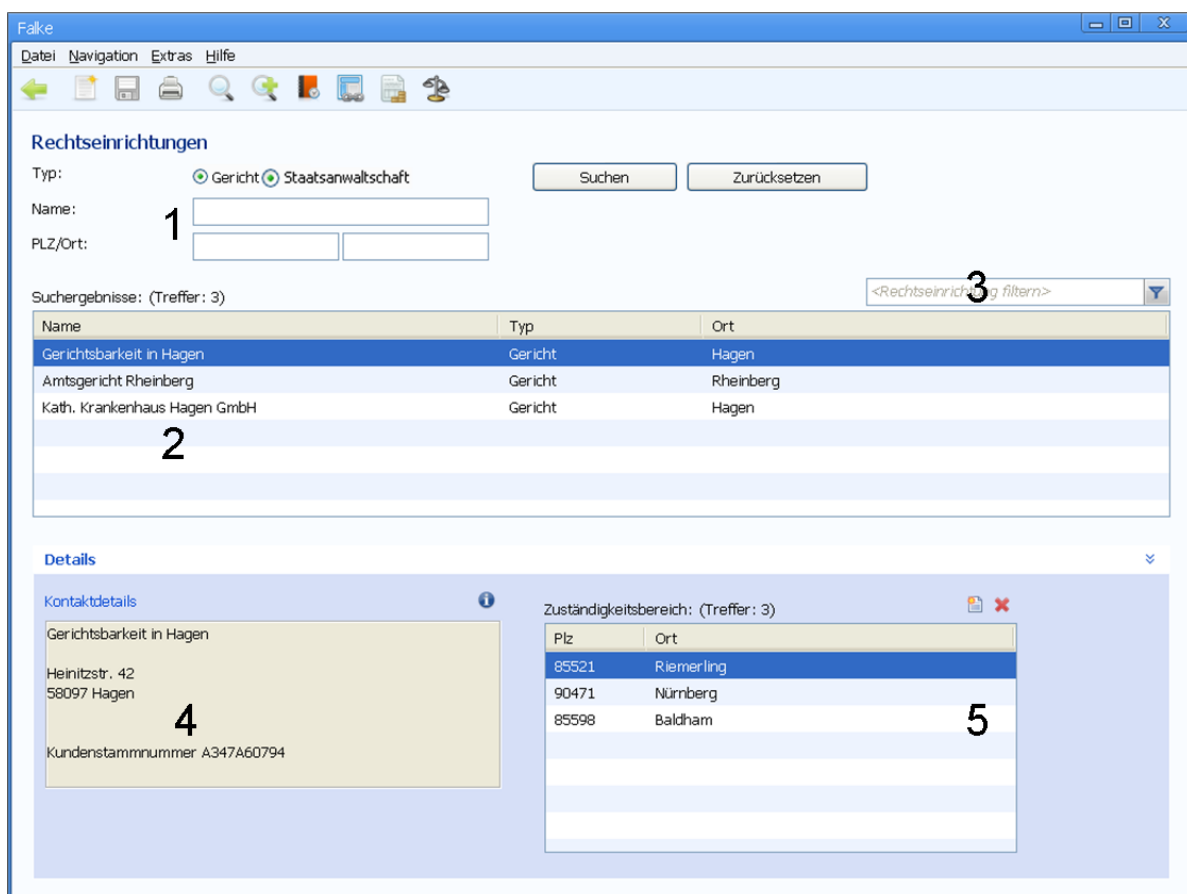 Falke
Datei Navigation Extras Hilfe
Rechtseinrichtungen
Typ: Gericht Staatsanwaltschaft Suchen Zurücksetzen
Name:
1
PLZ/Ort:
Suchergebnisse: (Treffer: 3) <Rechtseinrichtung filtern>
3
Name Typ Ort
Gerichtsbarkeit in Hagen Gericht Hagen
Amtsgericht Rheinberg Gericht Rheinberg
Kath. Krankenhaus Hagen GmbH Gericht Hagen
2
Details
Kontaktdetails
Gerichtsbarkeit in Hagen
Heinitzstr. 42
58097 Hagen
4
Kundenstammnummer A347A60794
Zuständigkeitsbereich: (Treffer: 3)
Plz Ort
85521 Riemerling
90471 Nürnberg
85598 Baldham
5